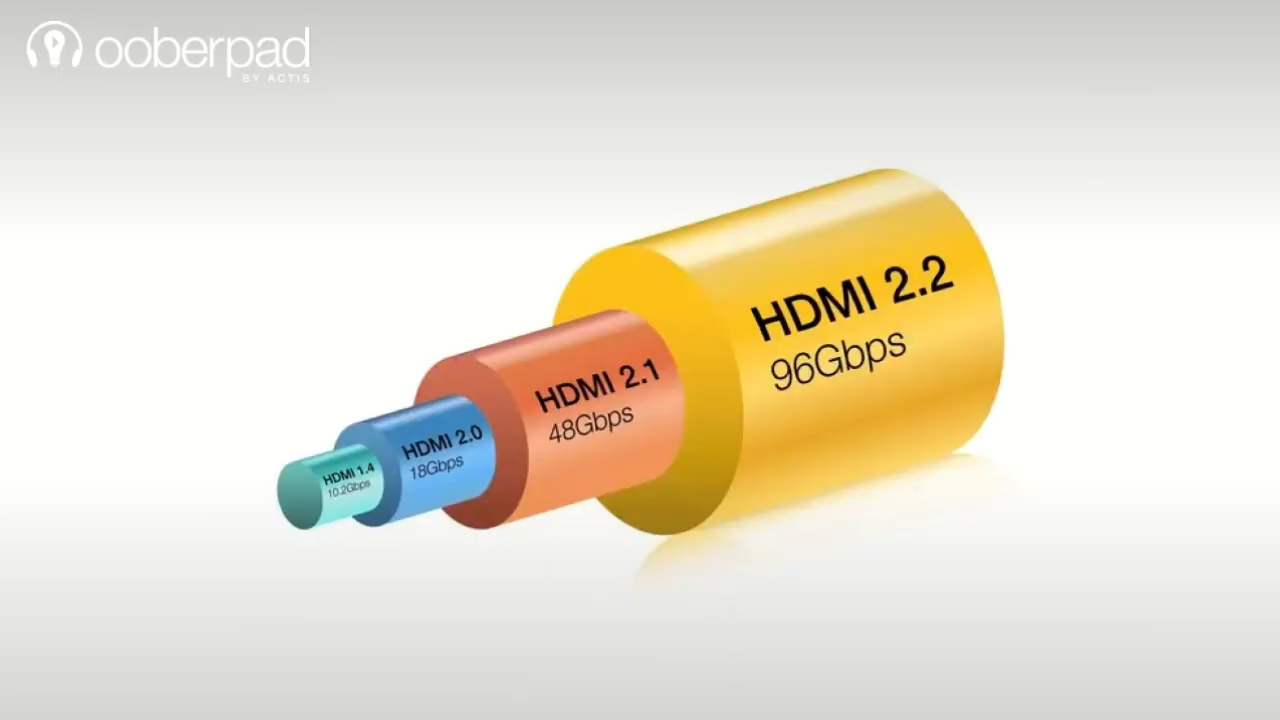 ooberpad
BY ACTIS
HDMI 2.2
96Gbps
HDMI 2.1
48Gbps
HDMI 2.0
18Gbps
HDMI 1.4
10.2Gbps